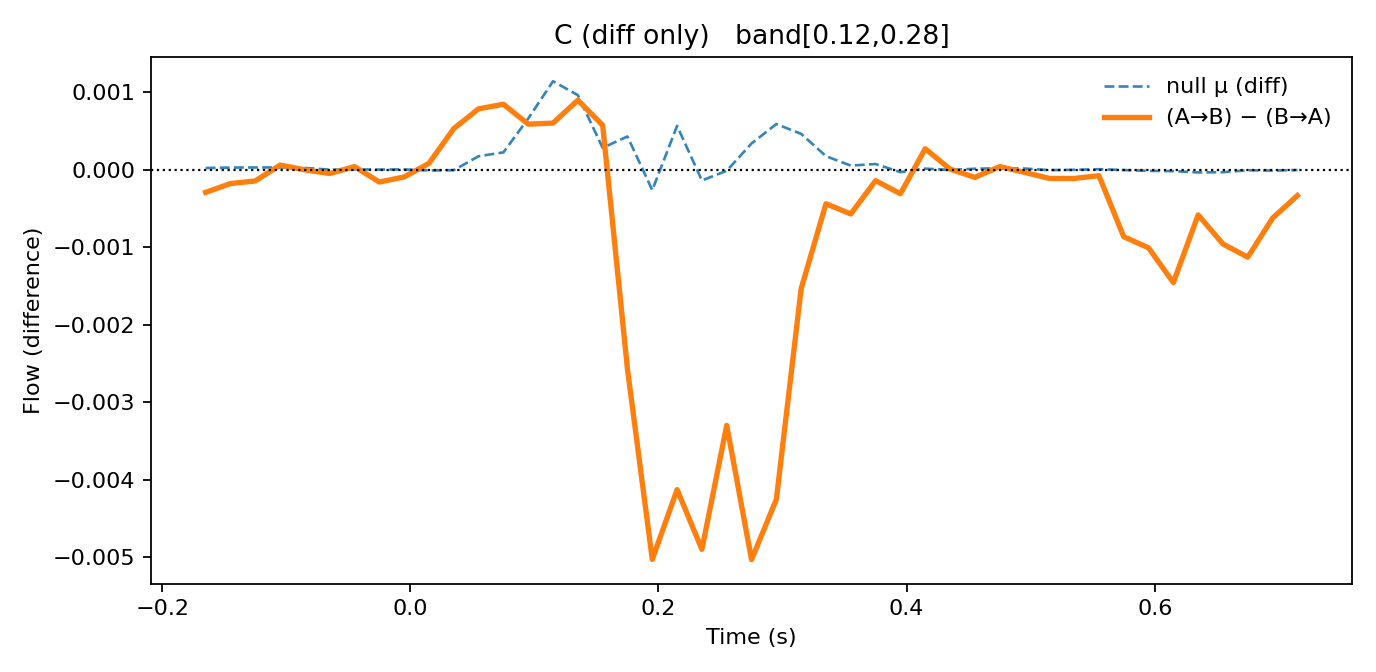 C (diff only)   band[0.12,0.28]
null μ (diff)
(A→B) − (B→A)
Flow (difference)
0.001
0.000
−0.001
−0.002
−0.003
−0.004
−0.005
−0.2 0.0 0.2 0.4 0.6
Time (s)